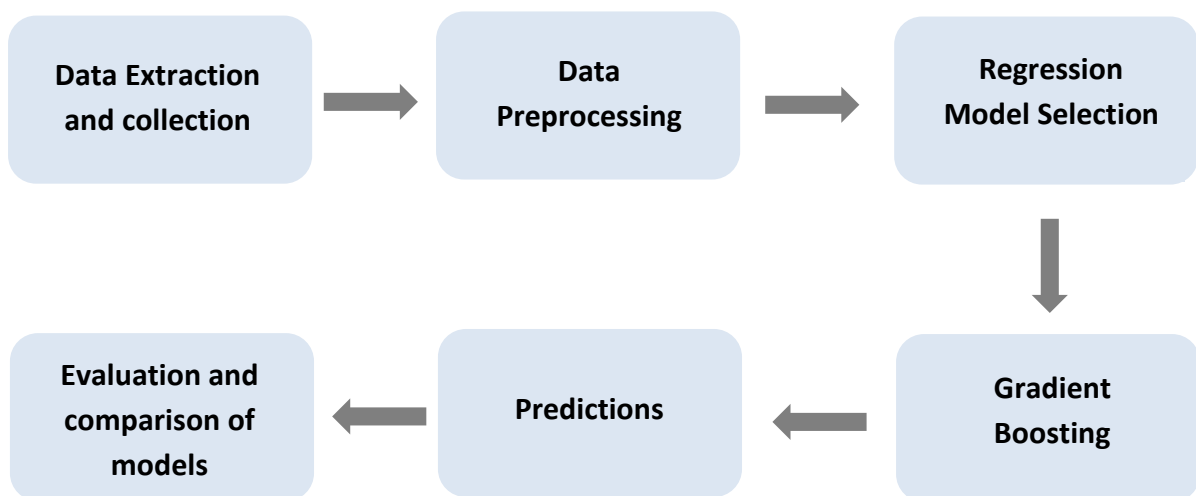 Data Extraction
and collection
Data
Preprocessing
Regression
Model Selection
Gradient
Boosting
Predictions
Evaluation and
comparison of
models